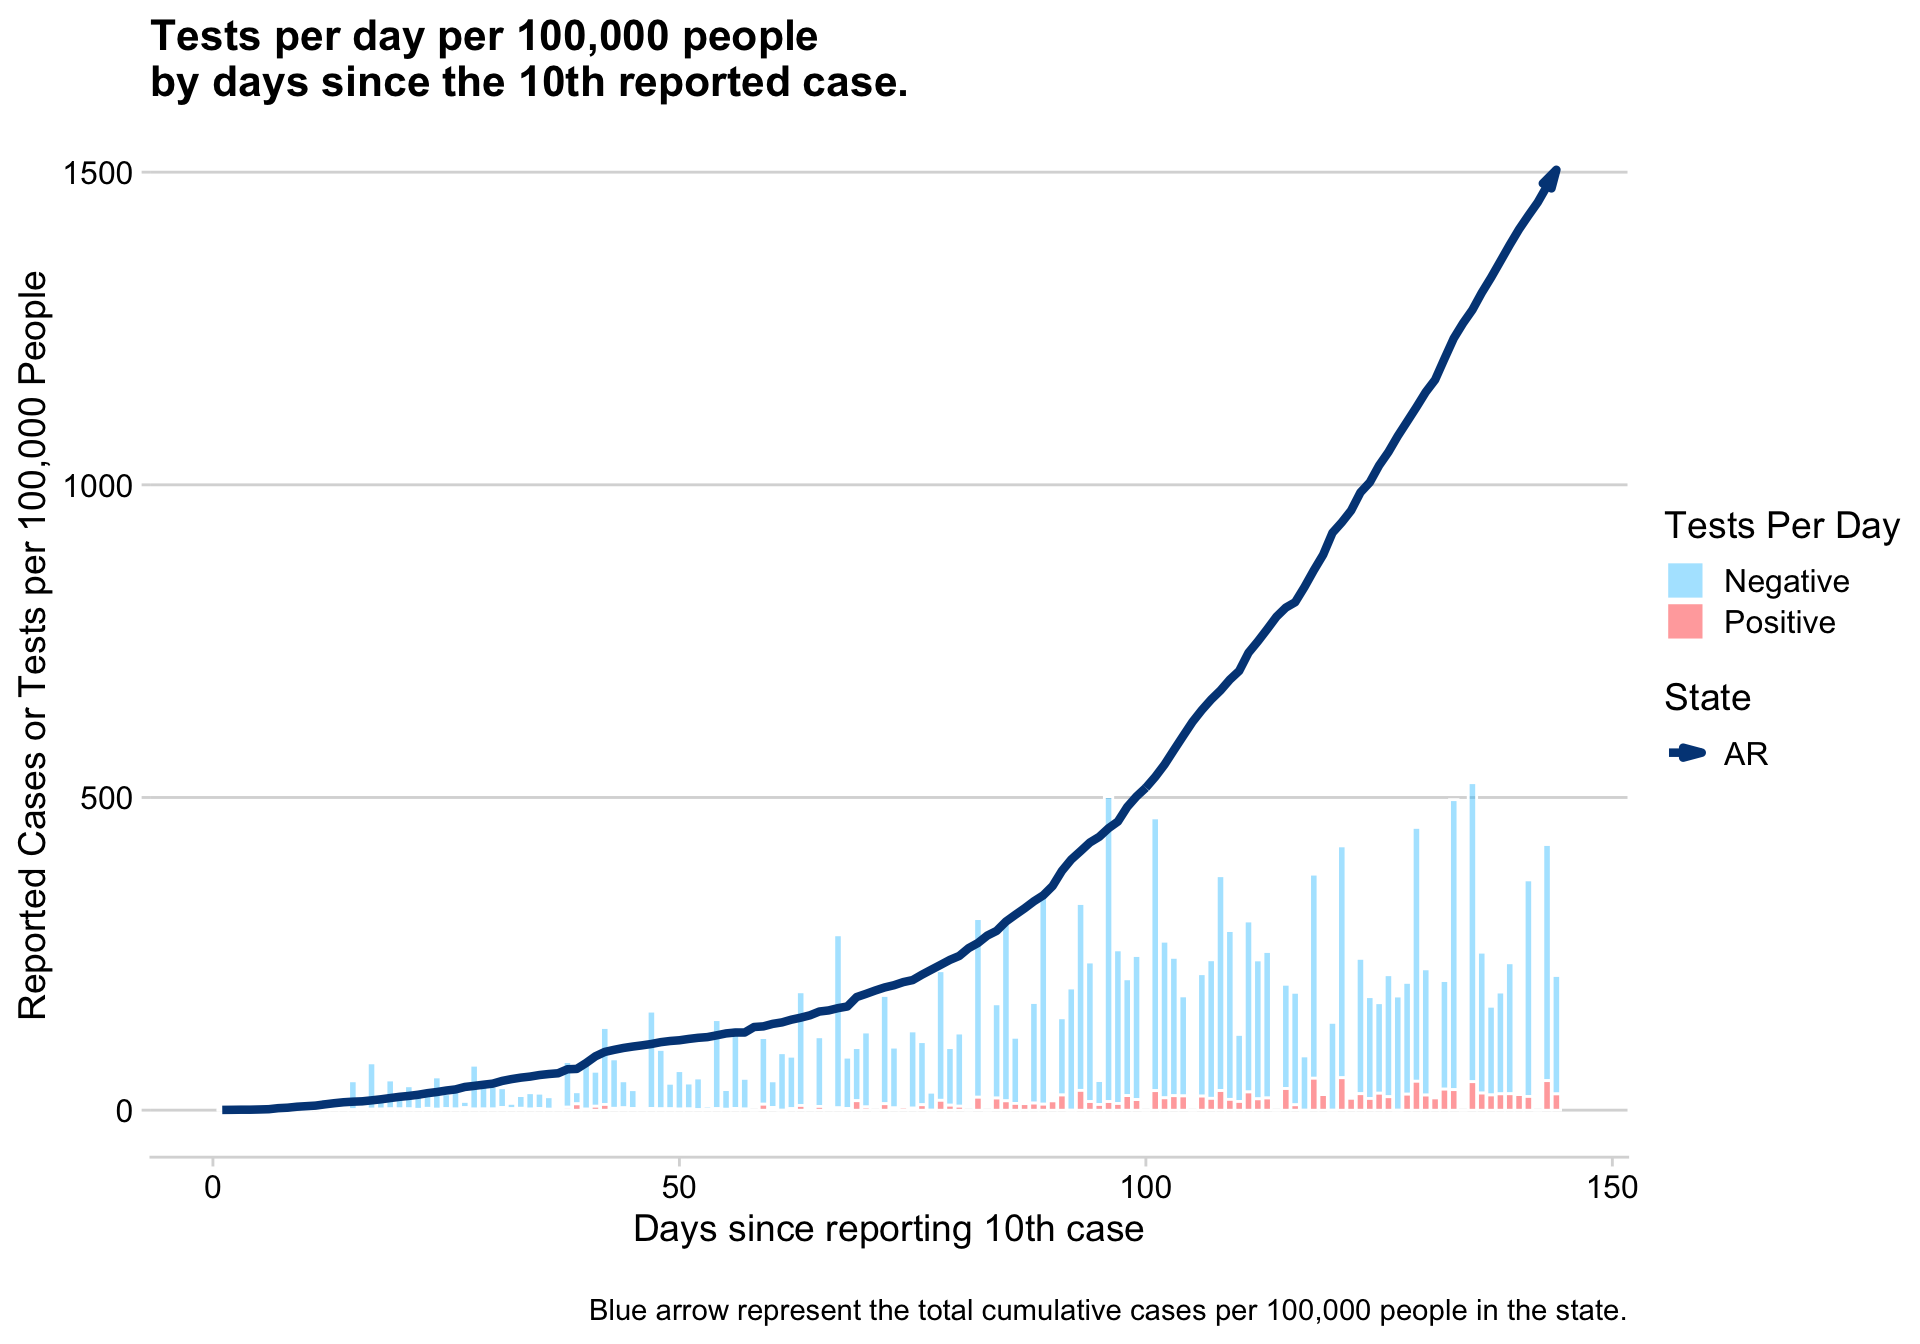 Tests per day per 100,000 people
by days since the 10th reported case.
Reported Cases or Tests per 100,000 People
1500
1000
500
0
0
50
100
150
Days since reporting 10th case
Tests Per Day
Negative
Positive
State
AR
Blue arrow represent the total cumulative cases per 100,000 people in the state.